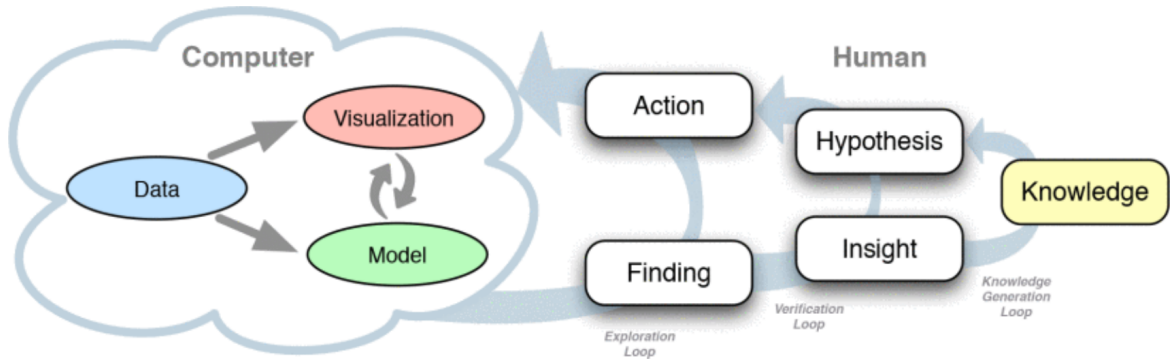 Computer
Human
Visualization
Action
Hypothesis
Data
Knowledge
Model
Finding
Insight
Exploration
Loop
Verification
Loop
Knowledge
Generation
Loop